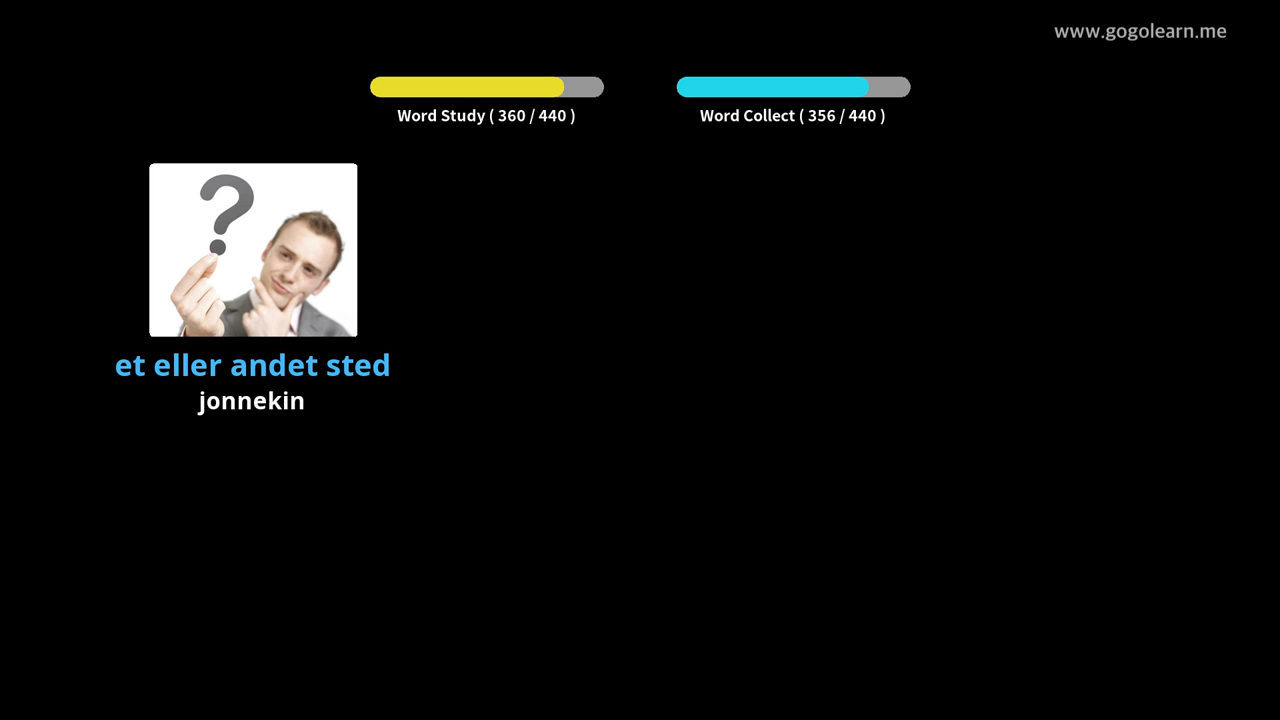 www.gogolearn.me
Word Study ( 360 / 440 )
Word Collect ( 356 / 440 )
?
et eller andet sted
jonnekin